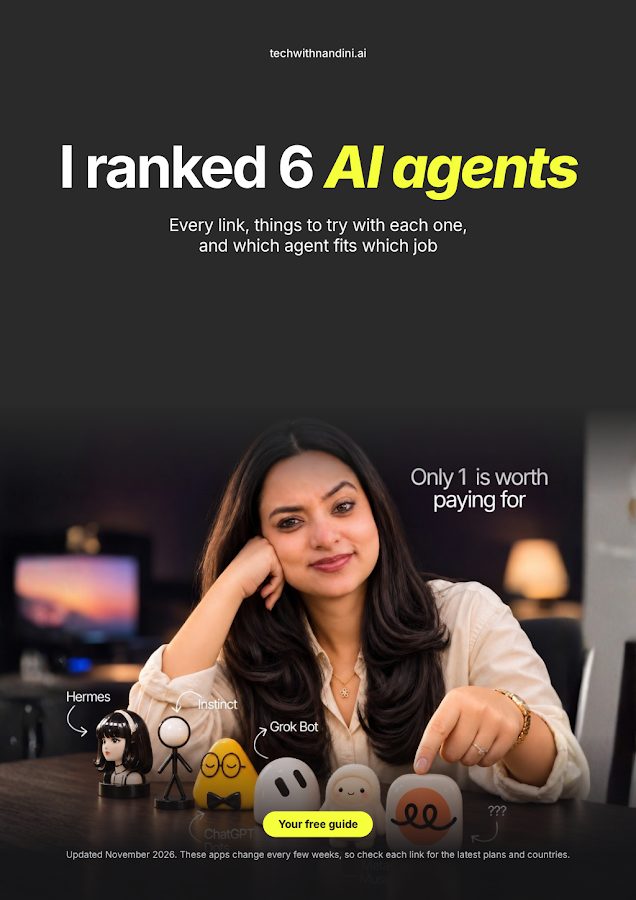 techwithnandini.ai
I ranked 6 AI agents
Every link, things to try with each one,
and which agent fits which job
Only 1 is worth
paying for
Hermes
Instinct
Grok Bot
???
Your free guide
ChatGPT
Updated November 2026. These apps change every few weeks, so check each link for the latest plans and countries.